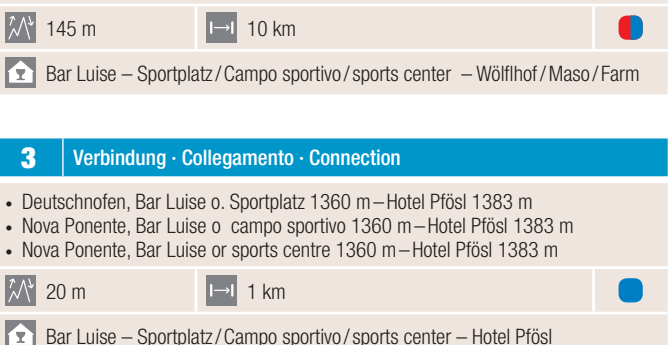 145 m 10 km
Bar Luise – Sportplatz / Campo sportivo / sports center – Wölflhof / Maso / Farm
3 Verbindung · Collegamento · Connection
• Deutschnofen, Bar Luise o. Sportplatz 1360 m – Hotel Pfösl 1383 m
• Nova Ponente, Bar Luise o campo sportivo 1360 m – Hotel Pfösl 1383 m
• Nova Ponente, Bar Luise or sports centre 1360 m – Hotel Pfösl 1383 m
20 m 1 km
Bar Luise – Sportplatz / Campo sportivo / sports center – Hotel Pfösl